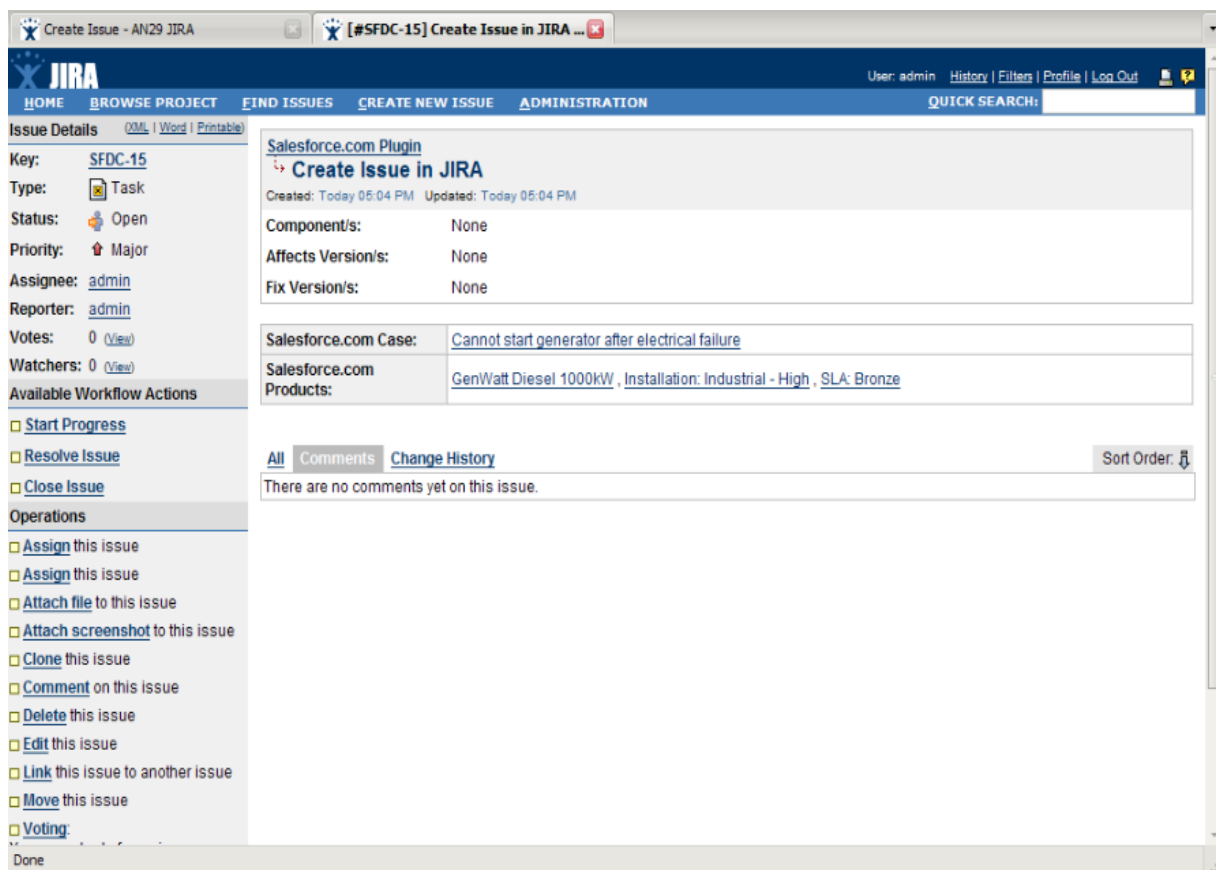 Create Issue - AN29 JIRA
[#SFDC-15] Create Issue in JIRA ...
JIRA
User: admin History | Filters | Profile | Log Out
HOME BROWSE PROJECT FIND ISSUES CREATE NEW ISSUE ADMINISTRATION QUICK SEARCH:
Issue Details (XML | Word | Printable)
Key: SFDC-15
Type: Task
Status: Open
Priority: Major
Assignee: admin
Reporter: admin
Votes: 0 (View)
Watchers: 0 (View)
Available Workflow Actions
Start Progress
Resolve Issue
Close Issue
Operations
Assign this issue
Assign this issue
Attach file to this issue
Attach screenshot to this issue
Clone this issue
Comment on this issue
Delete this issue
Edit this issue
Link this issue to another issue
Move this issue
Voting:
Salesforce.com Plugin
Create Issue in JIRA
Created: Today 05:04 PM Updated: Today 05:04 PM
Component/s: None
Affects Version/s: None
Fix Version/s: None
Salesforce.com Case: Cannot start generator after electrical failure
Salesforce.com
Products: GenWatt Diesel 1000kW , Installation: Industrial - High , SLA: Bronze
All Comments Change History Sort Order:
There are no comments yet on this issue.
Done